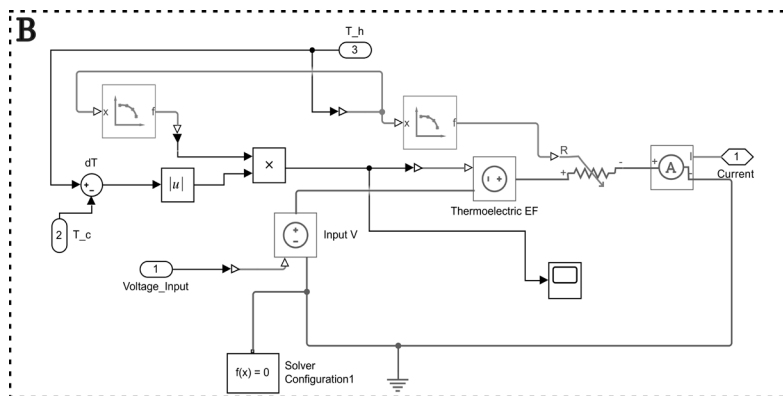 B
T_h
3
x
f
x
f
R
dT
+
-
|u|
×
+
-
-
+
A
I
-
+
1
Current
2
T_c
Thermoelectric EF
+
-
Input V
1
Voltage_Input
f(x) = 0
Solver
Configuration1